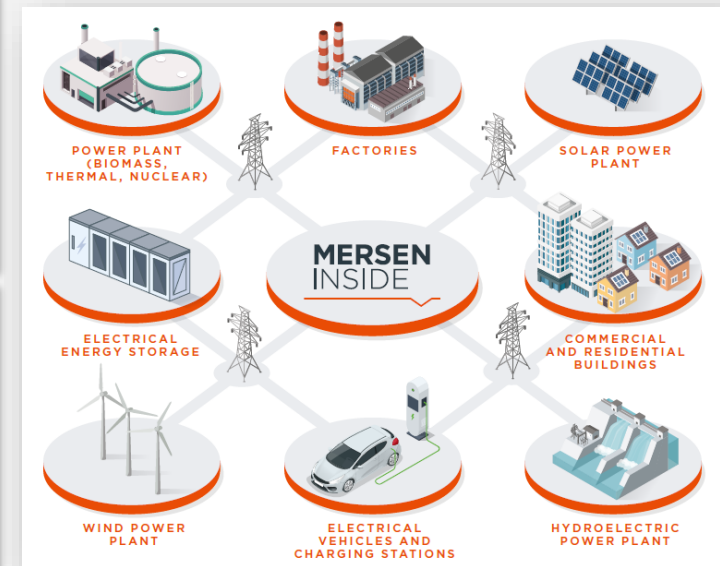 POWER PLANT
(BIOMASS,
THERMAL, NUCLEAR)
FACTORIES
SOLAR POWER
PLANT
MERSEN
INSIDE
ELECTRICAL
ENERGY STORAGE
COMMERCIAL
AND RESIDENTIAL
BUILDINGS
WIND POWER
PLANT
ELECTRICAL
VEHICLES AND
CHARGING STATIONS
HYDROELECTRIC
POWER PLANT